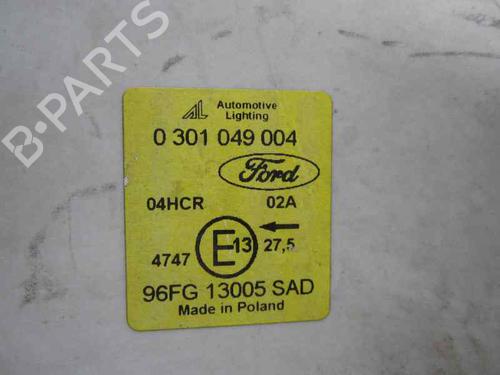 B-PARTS
AL Automotive
Lighting
0 301 049 004
Ford
04HCR 02A
4747 E13 27,5
96FG 13005 SAD
Made in Poland